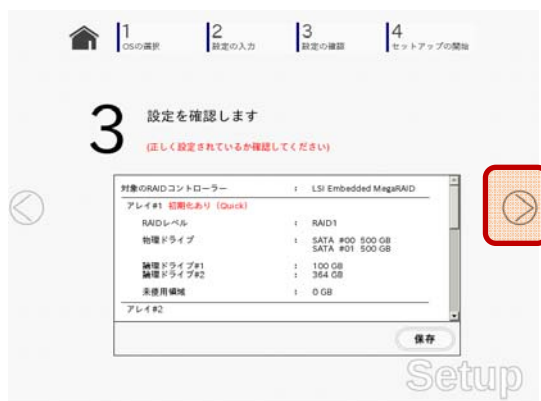 1
OSの選択
2
設定の入力
3
設定の確認
4
セットアップの開始
3
設定を確認します
(正しく設定されているか確認してください)
対象のRAIDコントローラー : LSI Embedded MegaRAID
アレイ#1 初期化あり (Quick)
RAIDレベル : RAID1
物理ドライブ : SATA #00 500 GB
SATA #01 500 GB
論理ドライブ#1 : 100 GB
論理ドライブ#2 : 364 GB
未使用領域 : 0 GB
アレイ#2
保存
Setup